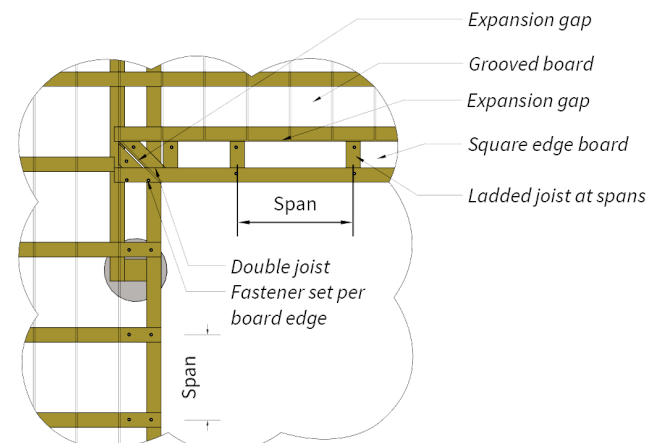 Expansion gap
Grooved board
Expansion gap
Square edge board
Ladded joist at spans
Span
Double joist
Fastener set per
board edge
Span